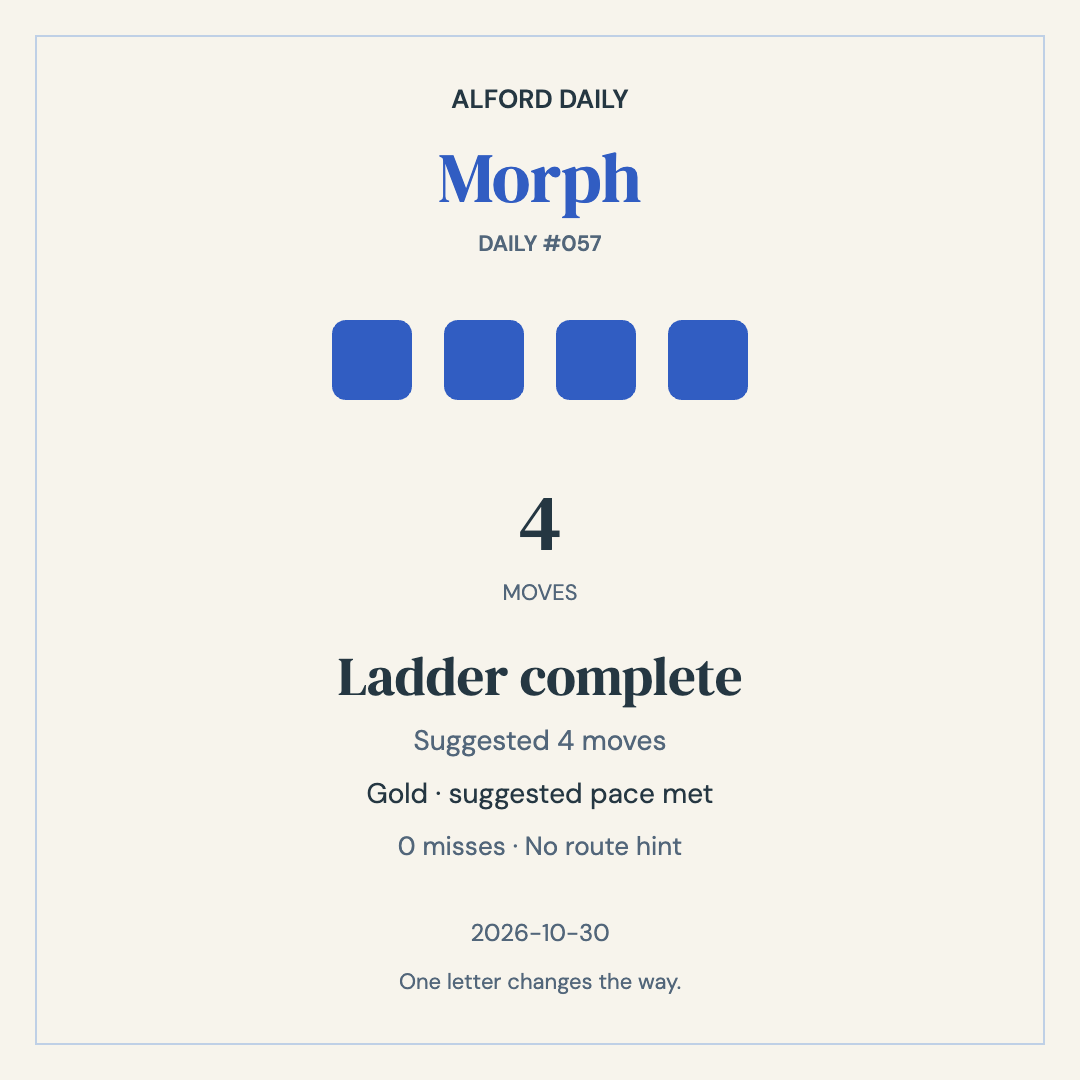 ALFORD DAILY
Morph
DAILY #057
4
MOVES
Ladder complete
Suggested 4 moves
Gold · suggested pace met
0 misses · No route hint
2026-10-30
One letter changes the way.